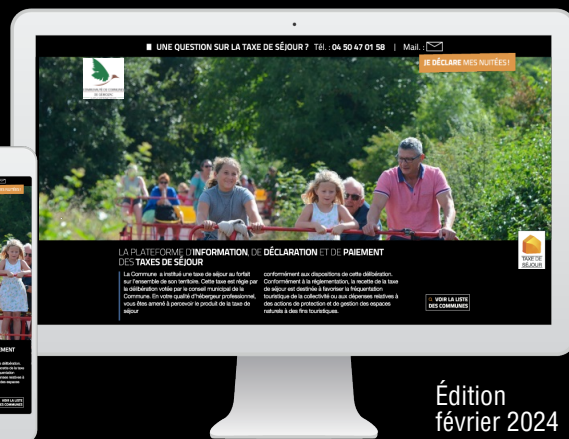 UNE QUESTION SUR LA TAXE DE SÉJOUR ? Tél. : 04 50 47 01 58 | Mail. :
JE DÉCLARE MES NUITÉES !
LA PLATEFORME D'INFORMATION, DE DÉCLARATION ET DE PAIEMENT
DES TAXES DE SÉJOUR
La Commune a institué une taxe de séjour au forfait
sur l'ensemble de son territoire. Cette taxe est régie par
la délibération votée par le conseil municipal de la
Commune. En votre qualité d'hébergeur professionnel,
vous êtes amené à percevoir le produit de la taxe de
séjour
conformément aux dispositions de cette délibération.
Conformément à la réglementation, la recette de la taxe
de séjour est destinée à favoriser la fréquentation
touristique de la collectivité ou aux dépenses relatives à
des actions de protection et de gestion des espaces
naturels à des fins touristiques.
TAXE DE
SÉJOUR
VOIR LA LISTE
DES COMMUNES
Édition
février 2024